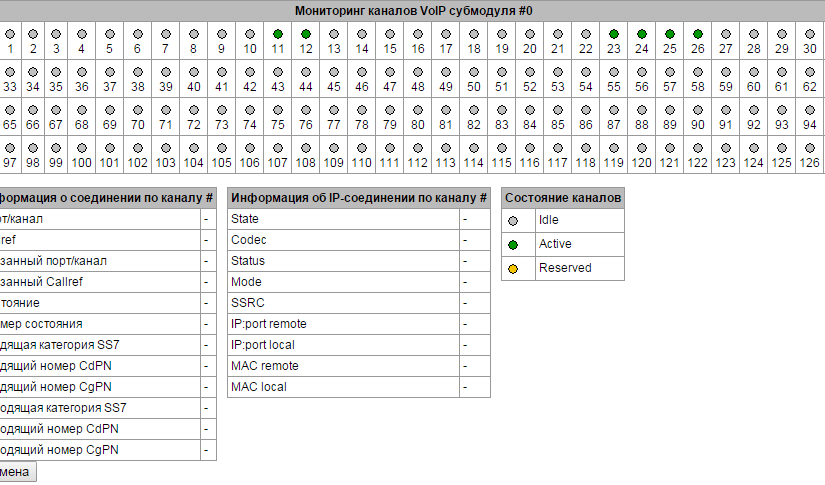 Мониторинг каналов VoIP субмодуля #0
1 2 3 4 5 6 7 8 9 10 11 12 13 14 15 16 17 18 19 20 21 22 23 24 25 26 27 28 29 30
33 34 35 36 37 38 39 40 41 42 43 44 45 46 47 48 49 50 51 52 53 54 55 56 57 58 59 60 61 62
65 66 67 68 69 70 71 72 73 74 75 76 77 78 79 80 81 82 83 84 85 86 87 88 89 90 91 92 93 94
97 98 99 100 101 102 103 104 105 106 107 108 109 110 111 112 113 114 115 116 117 118 119 120 121 122 123 124 125 126
формация о соединении по каналу #
рт/канал -
ref -
занный порт/канал -
занный Callref -
тояние -
мер состояния -
дящая категория SS7 -
дящий номер CdPN -
дящий номер CgPN -
одящая категория SS7 -
одящий номер CdPN -
одящий номер CgPN -
мена
Информация об IP-соединении по каналу #
State -
Codec -
Status -
Mode -
SSRC -
IP:port remote -
IP:port local -
MAC remote -
MAC local -
Состояние каналов
Idle
Active
Reserved